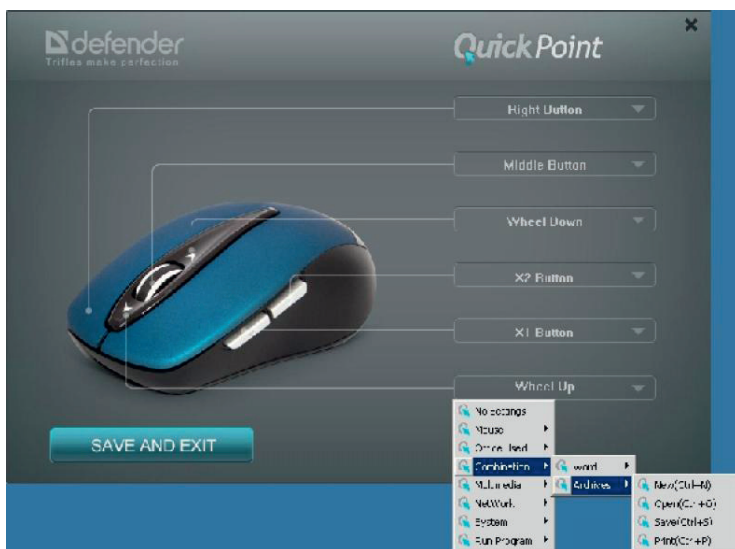 defender
Trifles make perfection
QuickPoint
Right Button
Middle Button
Wheel Down
X2 Button
X1 Button
Wheel Up
SAVE AND EXIT
No Settings
Mouse
Office Used
Combination
word
Multimedia
Archives
New(Ctrl+N)
NetWork
Open(Ctrl+O)
System
Save(Ctrl+S)
Run Program
Print(Ctrl+P)